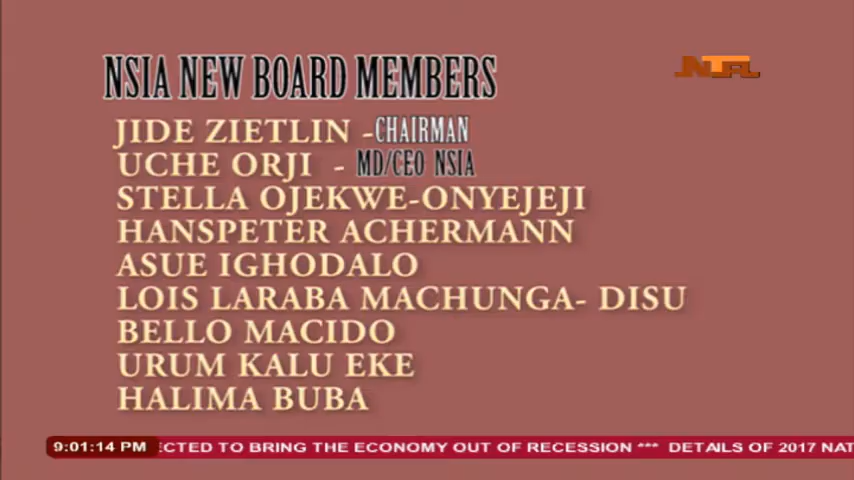 NSIA NEW BOARD MEMBERS
NTA
JIDE ZIETLIN -CHAIRMAN
UCHE ORJI - MD/CEO NSIA
STELLA OJEKWE-ONYEJEJI
HANSPETER ACHERMANN
ASUE IGHODALO
LOIS LARABA MACHUNGA- DISU
BELLO MACIDO
URUM KALU EKE
HALIMA BUBA
9:01:14 PM ECTED TO BRING THE ECONOMY OUT OF RECESSION *** DETAILS OF 2017 NAT